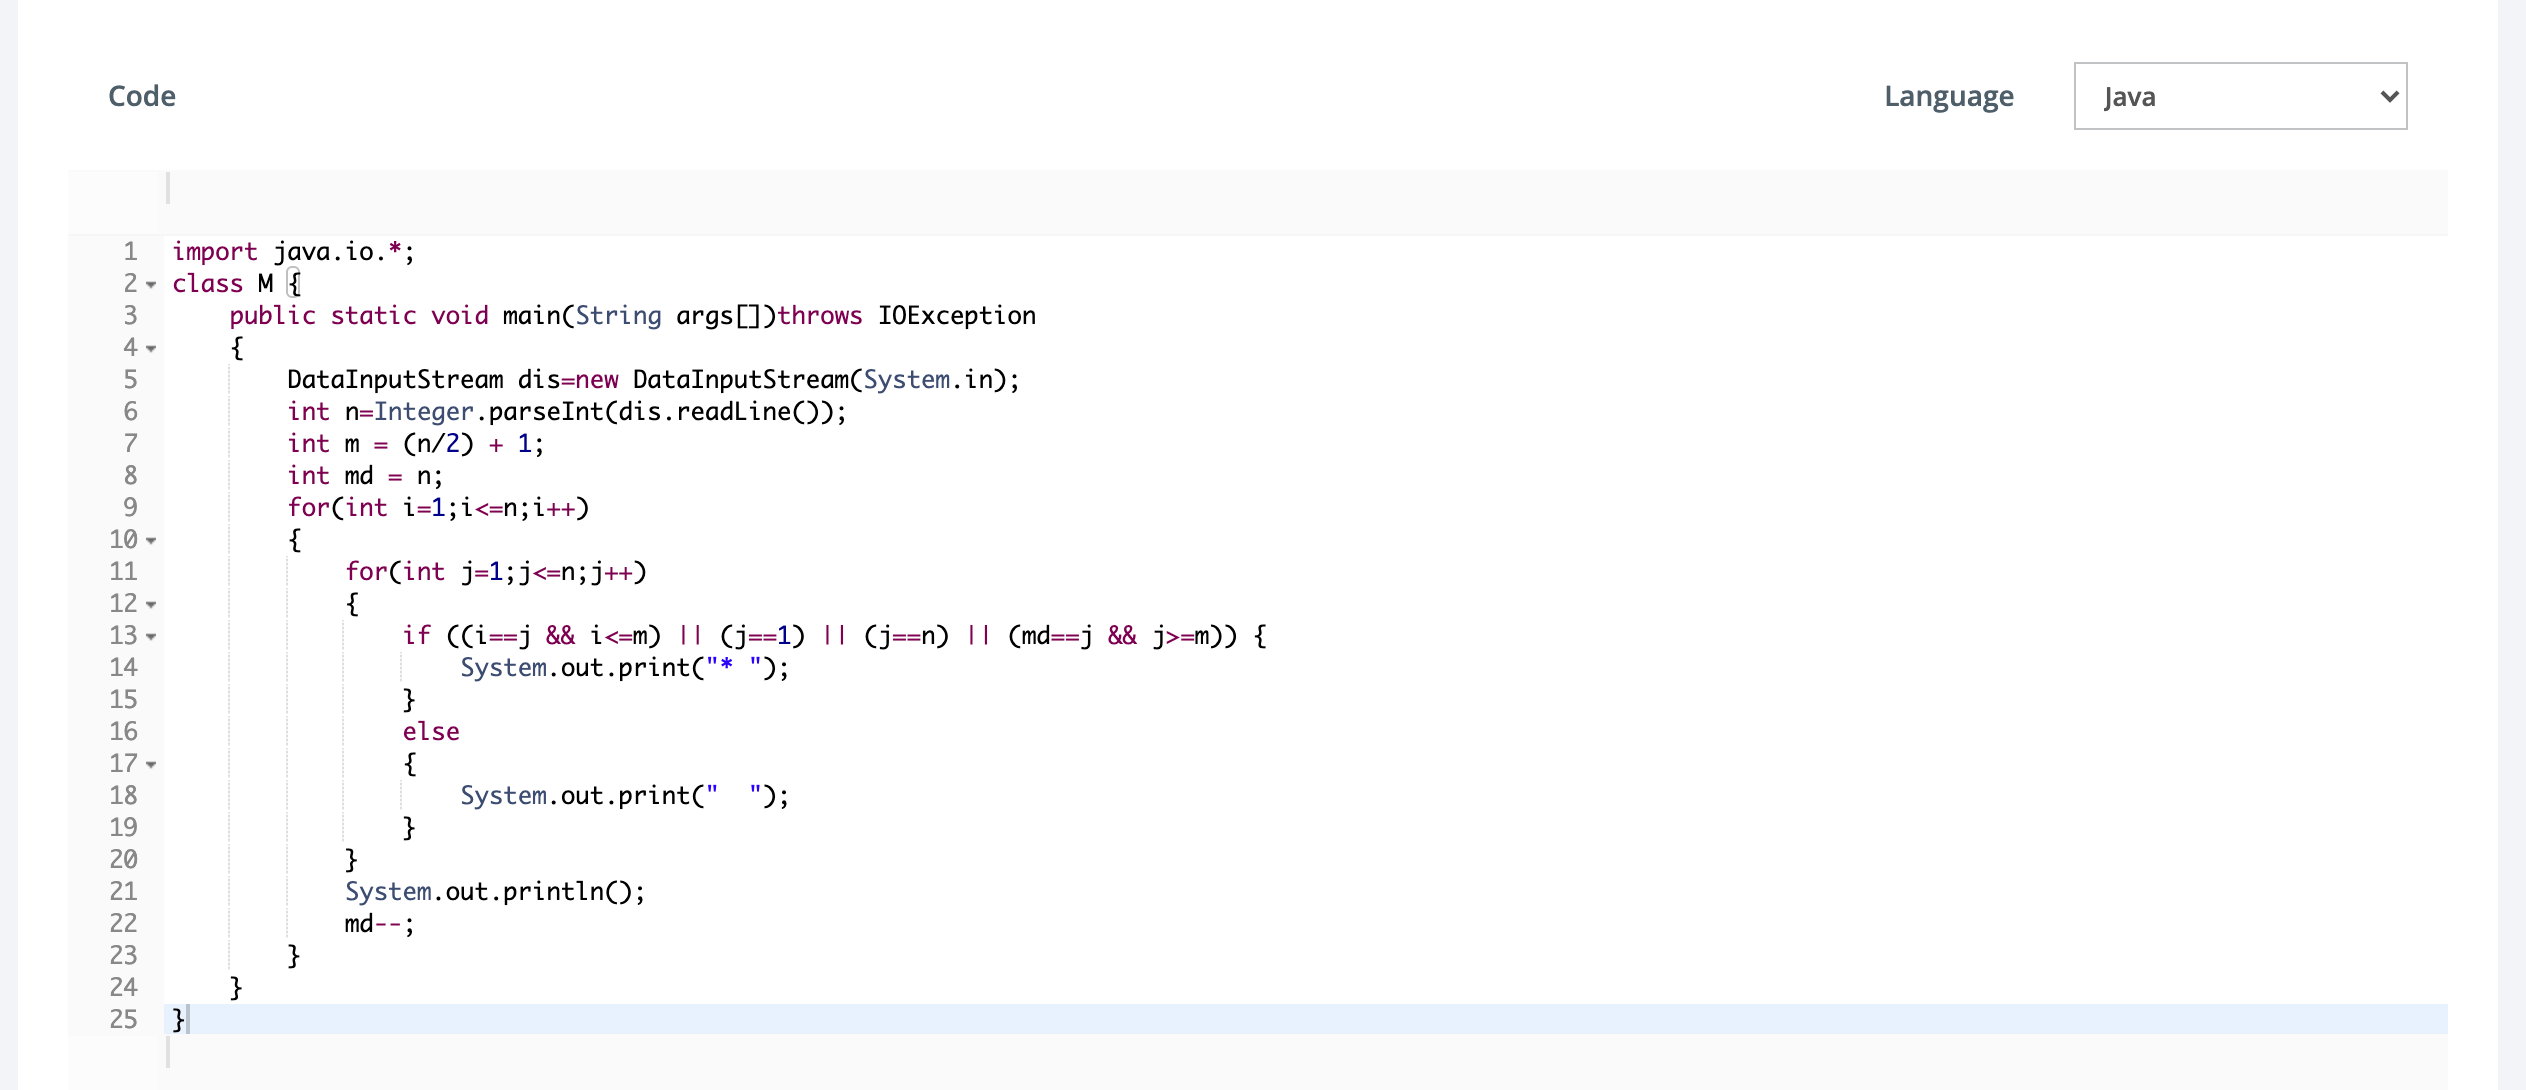 Code
Language
Java
1 import java.io.*;
2 class M {
3     public static void main(String args[])throws IOException
4     {
5         DataInputStream dis=new DataInputStream(System.in);
6         int n=Integer.parseInt(dis.readLine());
7         int m = (n/2) + 1;
8         int md = n;
9         for(int i=1;i<=n;i++)
10         {
11             for(int j=1;j<=n;j++)
12             {
13                 if ((i==j && i<=m) || (j==1) || (j==n) || (md==j && j>=m)) {
14                     System.out.print("* ");
15                 }
16                 else
17                 {
18                     System.out.print("  ");
19                 }
20             }
21             System.out.println();
22             md--;
23         }
24     }
25 }